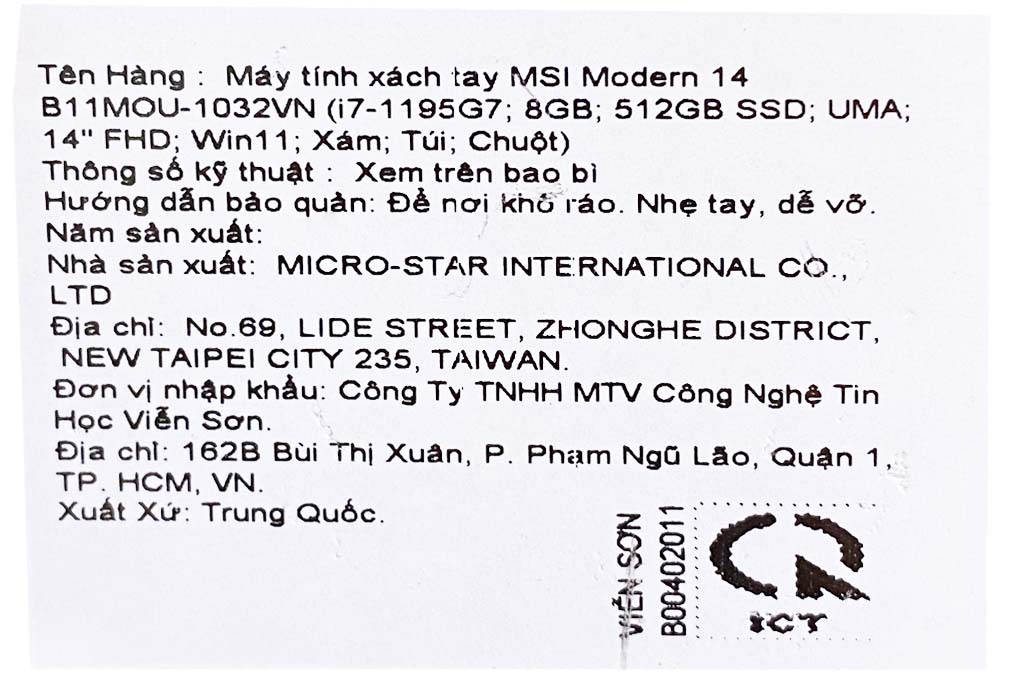 Tên Hàng : Máy tính xách tay MSI Modern 14
B11MOU-1032VN (i7-1195G7; 8GB; 512GB SSD; UMA;
14" FHD; Win11; Xám; Túi; Chuột)
Thông số kỹ thuật : Xem trên bao bì
Hướng dẫn bảo quản: Để nơi khô ráo. Nhẹ tay, dễ vỡ.
Năm sản xuất:
Nhà sản xuất: MICRO-STAR INTERNATIONAL CO.,
LTD
Địa chỉ: No.69, LIDE STREET, ZHONGHE DISTRICT,
NEW TAIPEI CITY 235, TAIWAN.
Đơn vị nhập khẩu: Công Ty TNHH MTV Công Nghệ Tin
Học Viễn Sơn.
Địa chỉ: 162B Bùi Thị Xuân, P. Phạm Ngũ Lão, Quận 1,
TP. HCM, VN.
Xuất Xứ: Trung Quốc.
VIỄN SƠN
B00402011
ICT